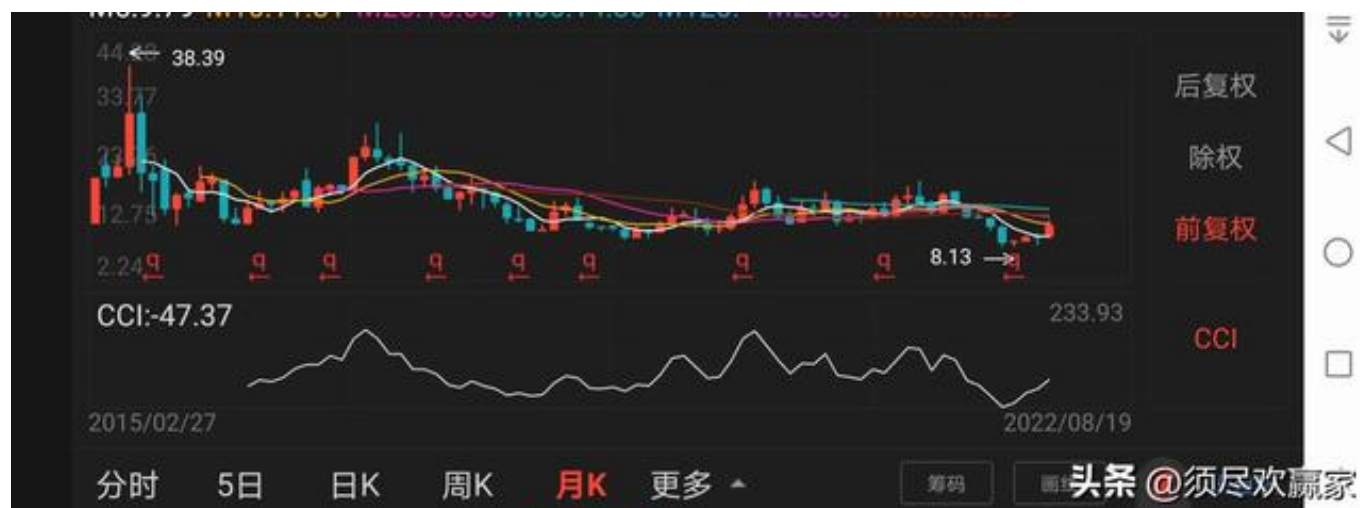 44.28
38.39
后复权
33.77
除权
12.75
前复权
2.24
q q q q q q q q q
8.13
CCI:-47.37
233.93
CCI
2015/02/27
2022/08/19
分时 5日 日K 周K 月K 更多 筹码
头条 @须尽欢赢家